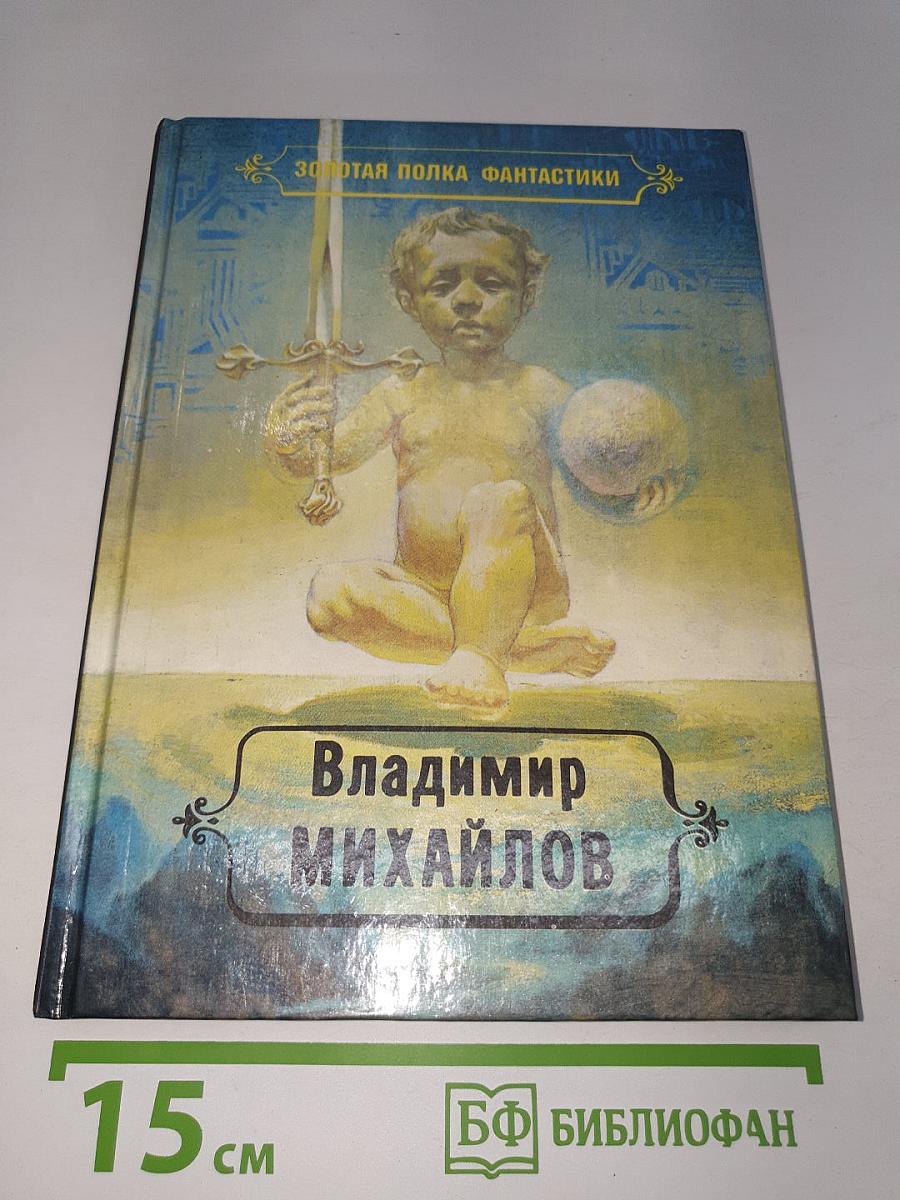 ЗОЛОТАЯ ПОЛКА ФАНТАСТИКИ
Владимир
МИХАЙЛОВ
15 см
БФ БИБЛИОФАН